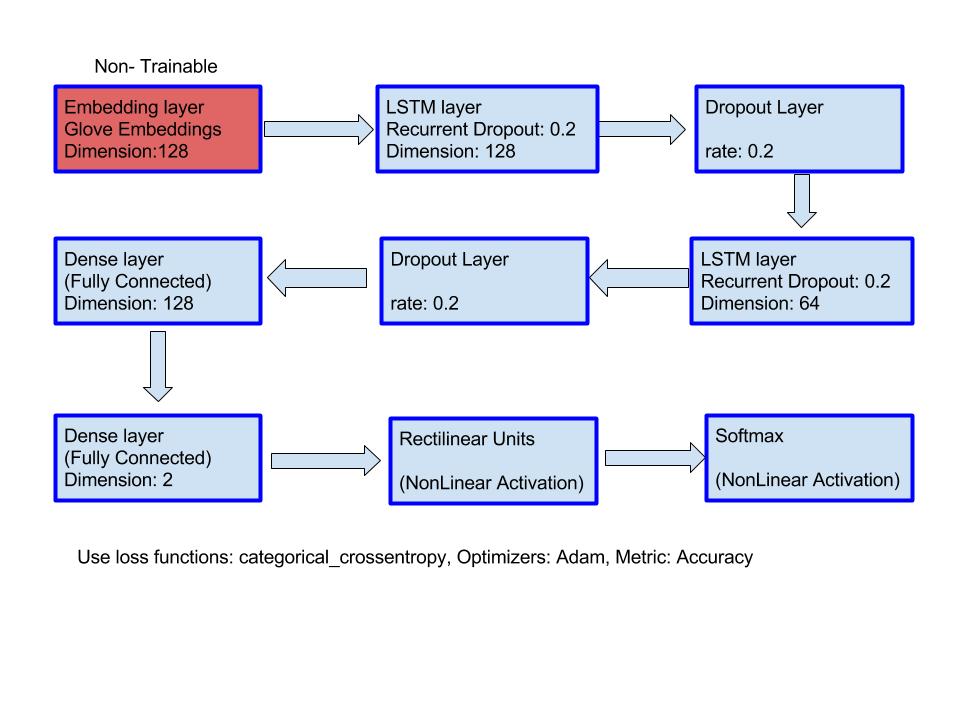 Non- Trainable
Embedding layer
Glove Embeddings
Dimension:128
LSTM layer
Recurrent Dropout: 0.2
Dimension: 128
Dropout Layer
rate: 0.2
LSTM layer
Recurrent Dropout: 0.2
Dimension: 64
Dropout Layer
rate: 0.2
Dense layer
(Fully Connected)
Dimension: 128
Dense layer
(Fully Connected)
Dimension: 2
Rectilinear Units
(NonLinear Activation)
Softmax
(NonLinear Activation)
Use loss functions: categorical_crossentropy, Optimizers: Adam, Metric: Accuracy